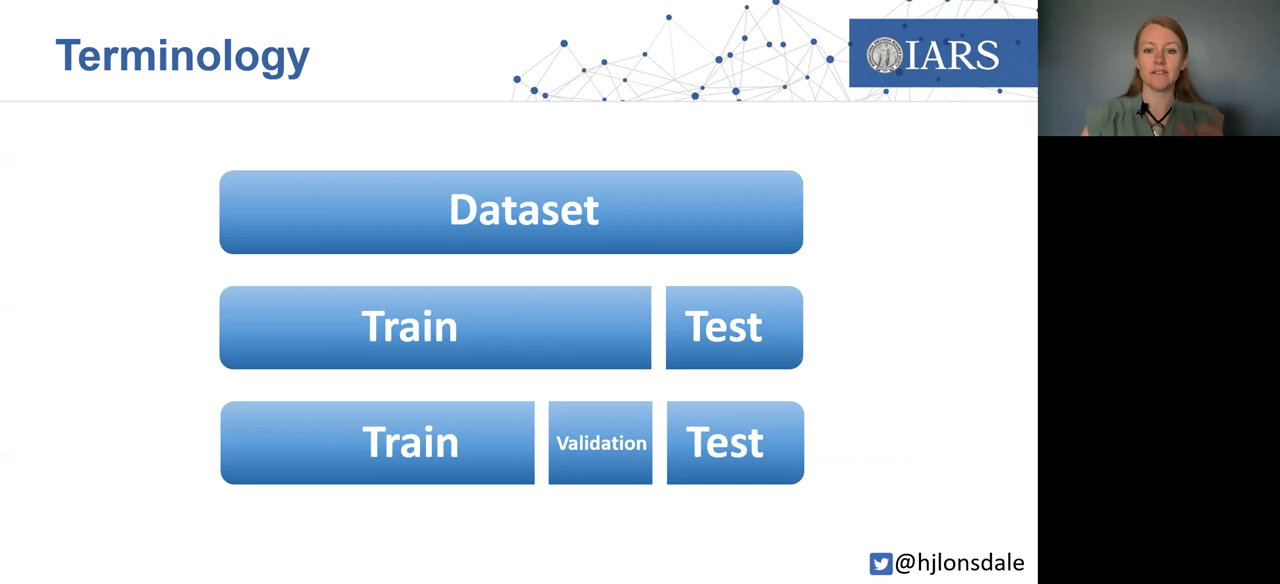 Terminology
IARS
Dataset
Train
Test
Train
Validation
Test
@hjlonsdale